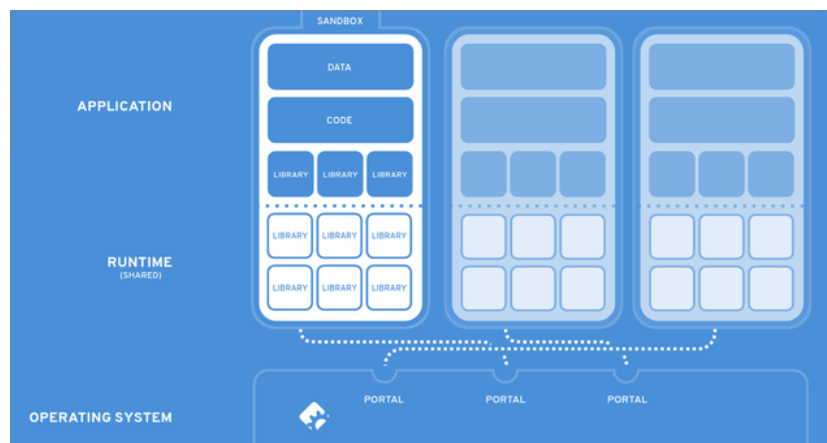 SANDBOX
DATA
APPLICATION
CODE
LIBRARY LIBRARY LIBRARY
LIBRARY LIBRARY LIBRARY
RUNTIME
(SHARED)
LIBRARY LIBRARY LIBRARY
PORTAL PORTAL PORTAL
OPERATING SYSTEM